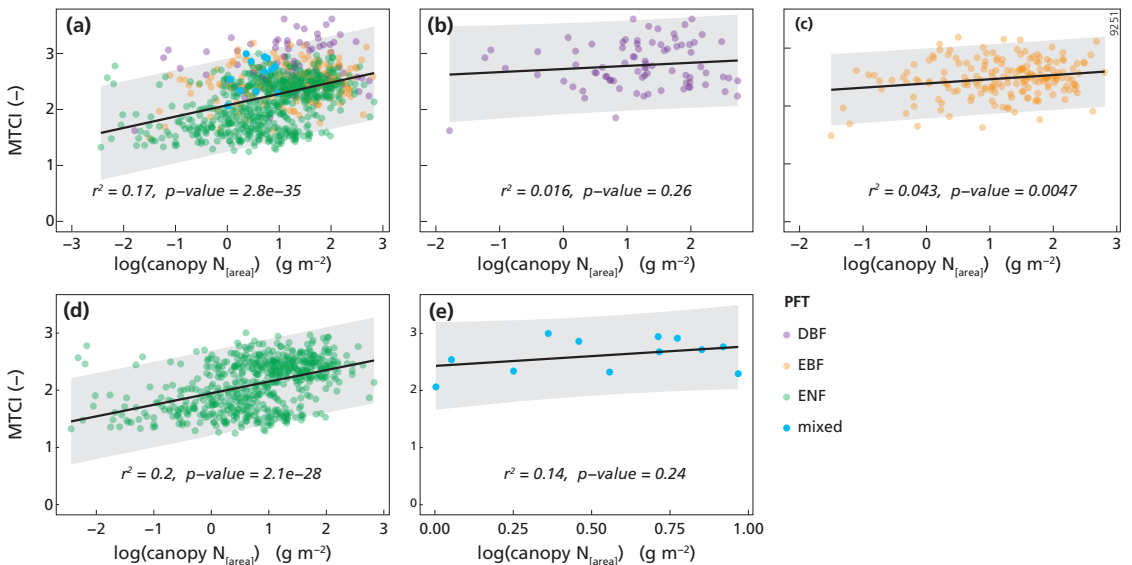 (a)
3
2
1
0
MTCI (−)
r² = 0.17, p−value = 2.8e−35
−3 −2 −1 0 1 2 3
log(canopy N[area]) (g m⁻²)
(b)
r² = 0.016, p−value = 0.26
−2 −1 0 1 2
log(canopy N[area]) (g m⁻²)
(c)
9251
r² = 0.043, p−value = 0.0047
−2 −1 0 1 2 3
log(canopy N[area]) (g m⁻²)
(d)
3
2
1
0
MTCI (−)
r² = 0.2, p−value = 2.1e−28
−2 −1 0 1 2 3
log(canopy N[area]) (g m⁻²)
(e)
3
2
1
0
r² = 0.14, p−value = 0.24
0.00 0.25 0.50 0.75 1.00
log(canopy N[area]) (g m⁻²)
PFT
DBF
EBF
ENF
mixed